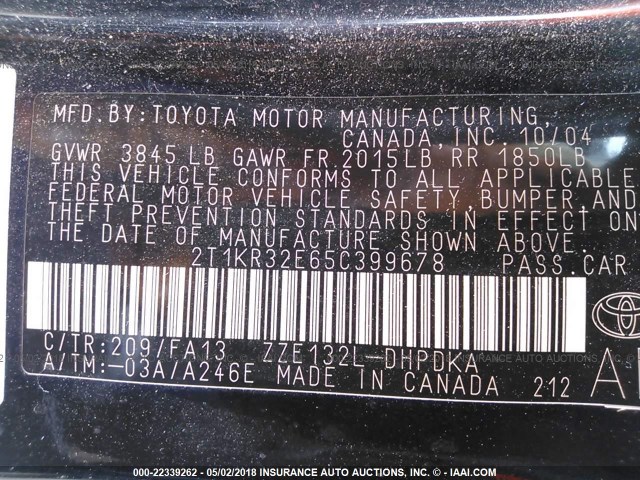 MFD. BY: TOYOTA MOTOR MANUFACTURING,
CANADA, INC. 10/04
GVWR 3845 LB GAWR FR 2015LB RR 1850LB
THIS VEHICLE CONFORMS TO ALL APPLICABLE
FEDERAL MOTOR VEHICLE SAFETY, BUMPER, AND
THEFT PREVENTION STANDARDS IN EFFECT ON
THE DATE OF MANUFACTURE SHOWN ABOVE.
2T1KR32E65C399678 PASS. CAR
C/TR: 209/FA13 ZZE132L-DHPDKA
A/TM: -03A/A246E MADE IN CANADA 212
000-22339262 - 05/02/2018 INSURANCE AUTO AUCTIONS, INC. © - IAAI.COM